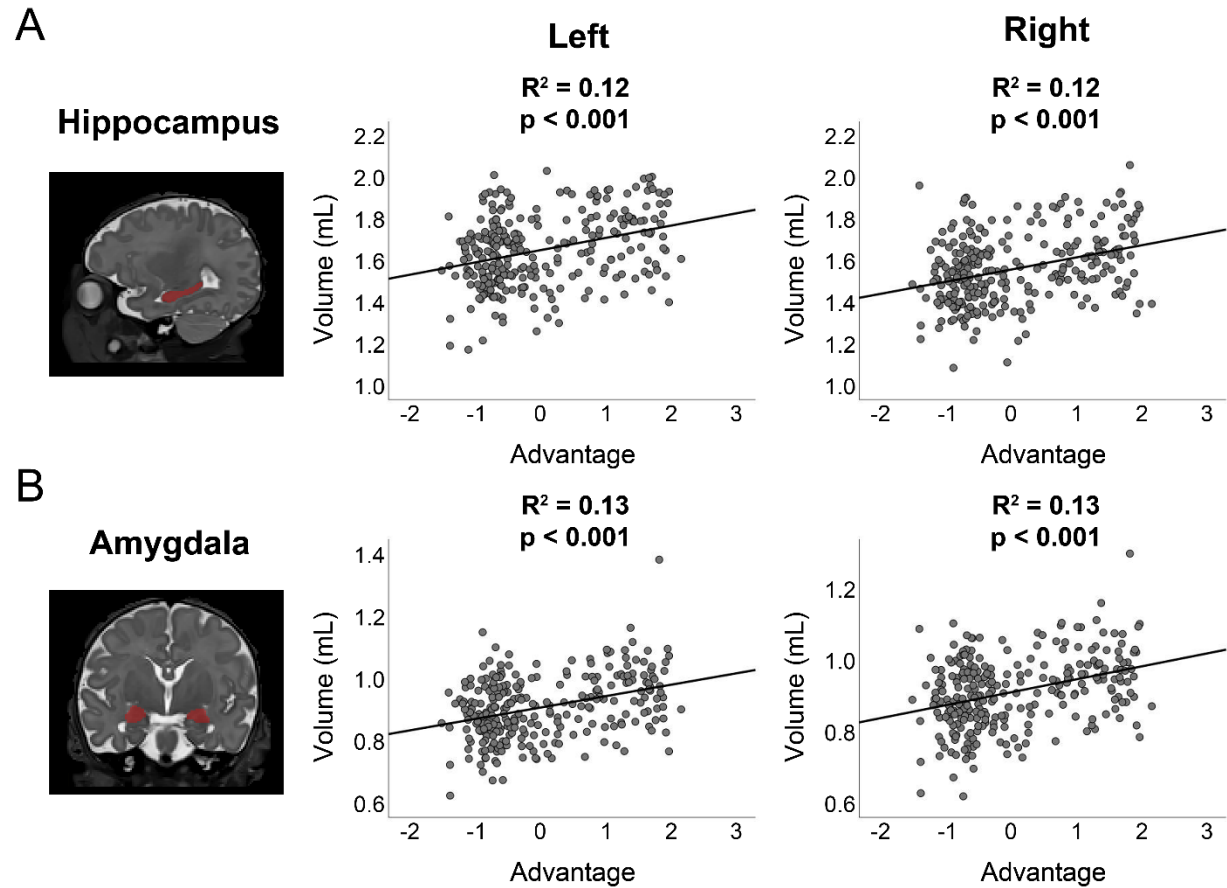 A
Left
Right
R² = 0.12
p < 0.001
R² = 0.12
p < 0.001
Hippocampus
Volume (mL)
2.2
2.0
1.8
1.6
1.4
1.2
1.0
-2 -1 0 1 2 3
Advantage
Volume (mL)
2.2
2.0
1.8
1.6
1.4
1.2
1.0
-2 -1 0 1 2 3
Advantage
B
R² = 0.13
p < 0.001
R² = 0.13
p < 0.001
Amygdala
Volume (mL)
1.4
1.2
1.0
0.8
0.6
-2 -1 0 1 2 3
Advantage
Volume (mL)
1.2
1.0
0.8
0.6
-2 -1 0 1 2 3
Advantage